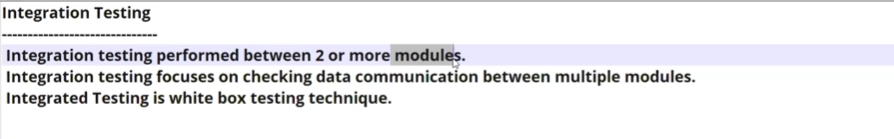 Integration Testing
------------------------------
Integration testing performed between 2 or more modules.
Integration testing focuses on checking data communication between multiple modules.
Integrated Testing is white box testing technique.